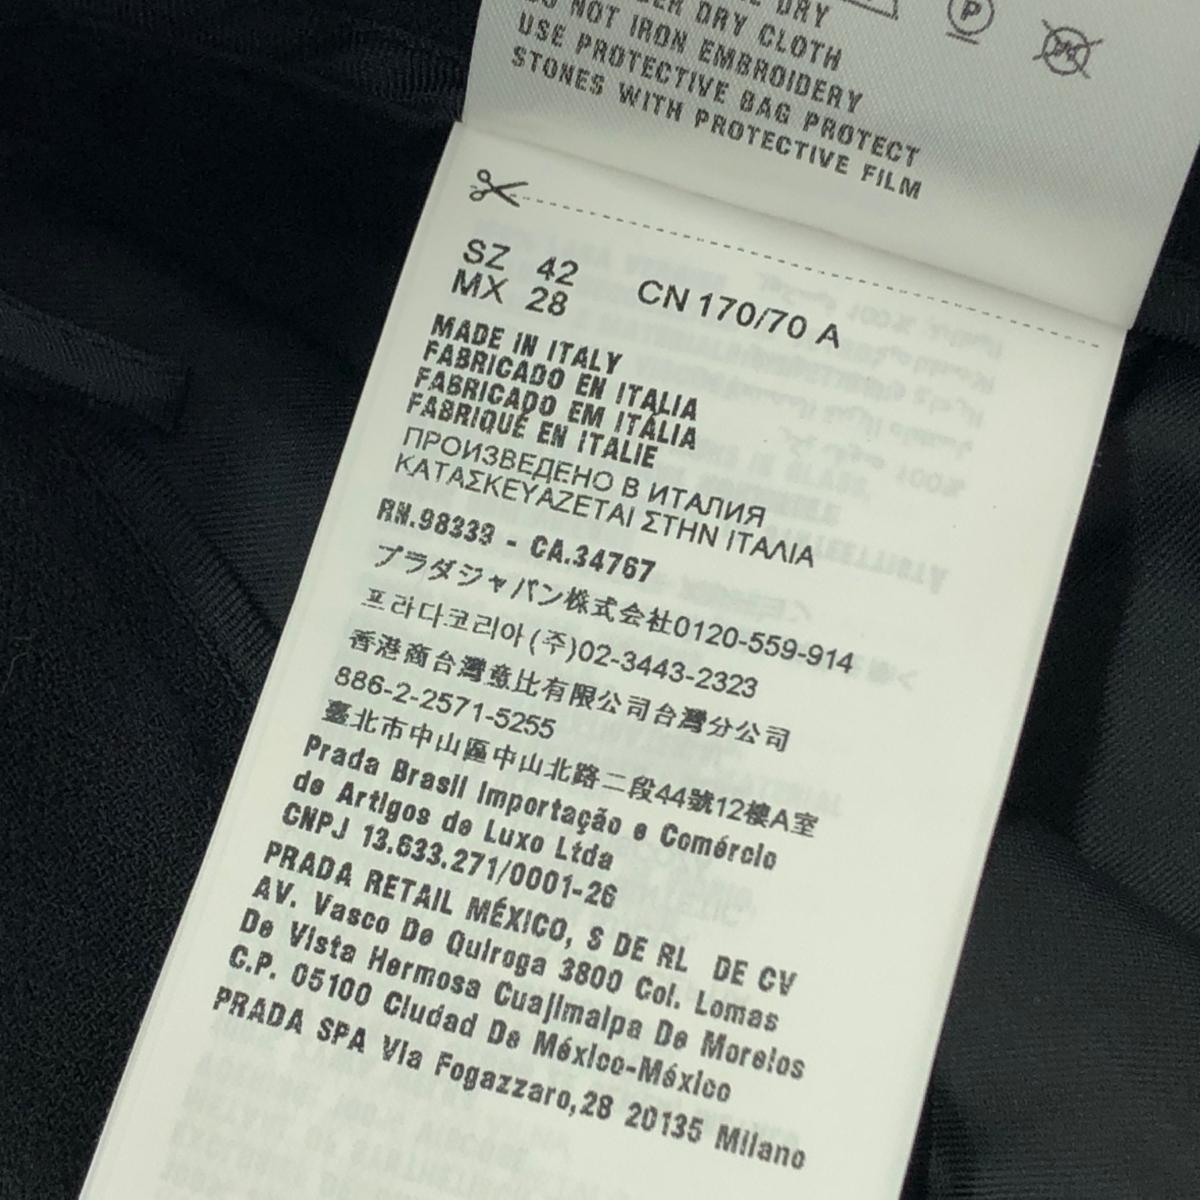 DRY
DRY CLOTH
DO NOT IRON EMBROIDERY
USE PROTECTIVE BAG PROTECT
STONES WITH PROTECTIVE FILM
P
SZ 42 CN 170/70 A
MX 28
MADE IN ITALY
FABRICADO EN ITALIA
FABRICADO EM ITÁLIA
FABRIQUÉ EN ITALIE
ПРОИЗВЕДЕНО В ИТАЛИЯ
ΚΑΤΑΣΚΕΥΑΖΕΤΑΙ ΣΤΗΝ ΙΤΑΛΙΑ
RN.98333 - CA.34767
プラダジャパン株式会社0120-559-914
프라다코리아(주)02-3443-2323
香港商台灣意比有限公司台灣分公司
886-2-2571-5255
臺北市中山區中山北路二段44號12樓A室
Prada Brasil Importação e Comércio
de Artigos de Luxo Ltda
CNPJ 13.633.271/0001-26
PRADA RETAIL MÉXICO, S DE RL DE CV
AV. Vasco De Quiroga 3800 Col. Lomas
De Vista Hermosa Cuajimalpa De Morelos
C.P. 05100 Ciudad De México-México
PRADA SPA Via Fogazzaro,28 20135 Milano